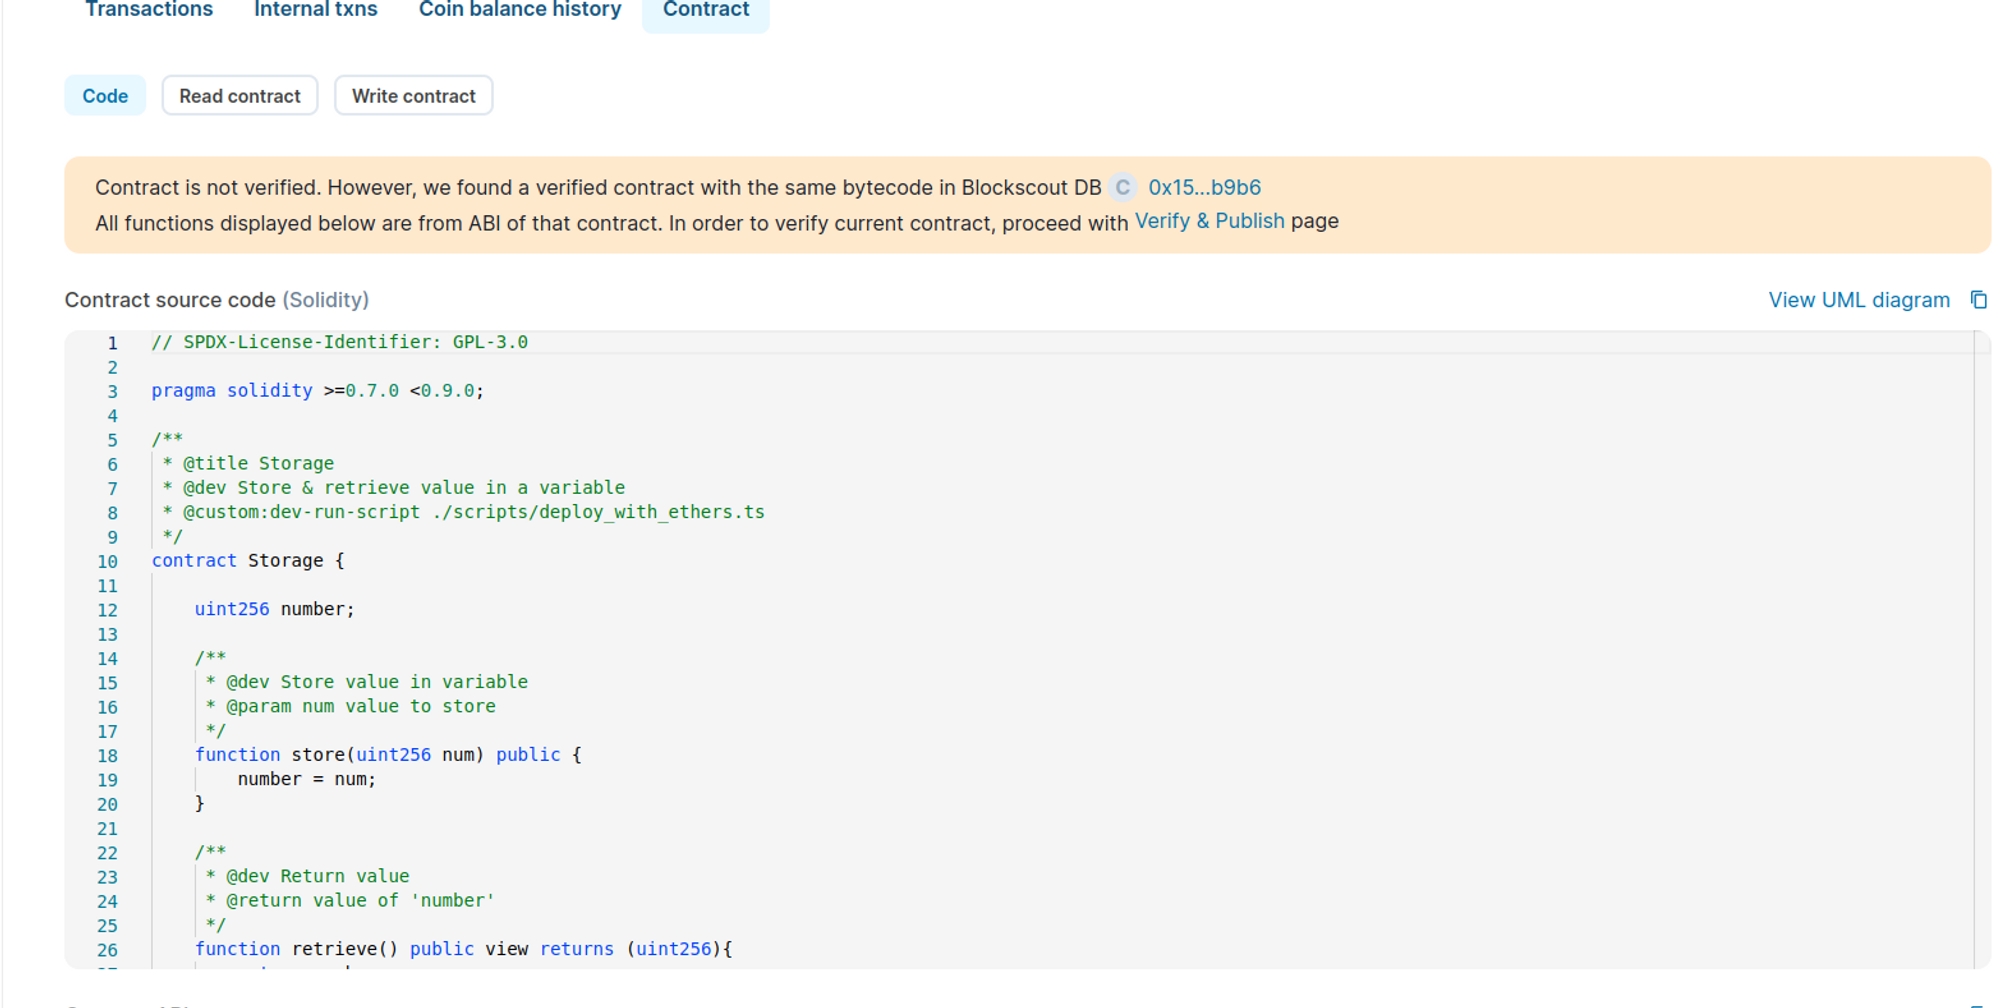 Transactions Internal txns Coin balance history Contract
Code Read contract Write contract
Contract is not verified. However, we found a verified contract with the same bytecode in Blockscout DB C 0x15...b9b6
All functions displayed below are from ABI of that contract. In order to verify current contract, proceed with Verify & Publish page
Contract source code (Solidity) View UML diagram
1 // SPDX-License-Identifier: GPL-3.0
2
3 pragma solidity >=0.7.0 <0.9.0;
4
5 /**
6  * @title Storage
7  * @dev Store & retrieve value in a variable
8  * @custom:dev-run-script ./scripts/deploy_with_ethers.ts
9  */
10 contract Storage {
11
12     uint256 number;
13
14     /**
15      * @dev Store value in variable
16      * @param num value to store
17      */
18     function store(uint256 num) public {
19         number = num;
20     }
21
22     /**
23      * @dev Return value
24      * @return value of 'number'
25      */
26     function retrieve() public view returns (uint256){